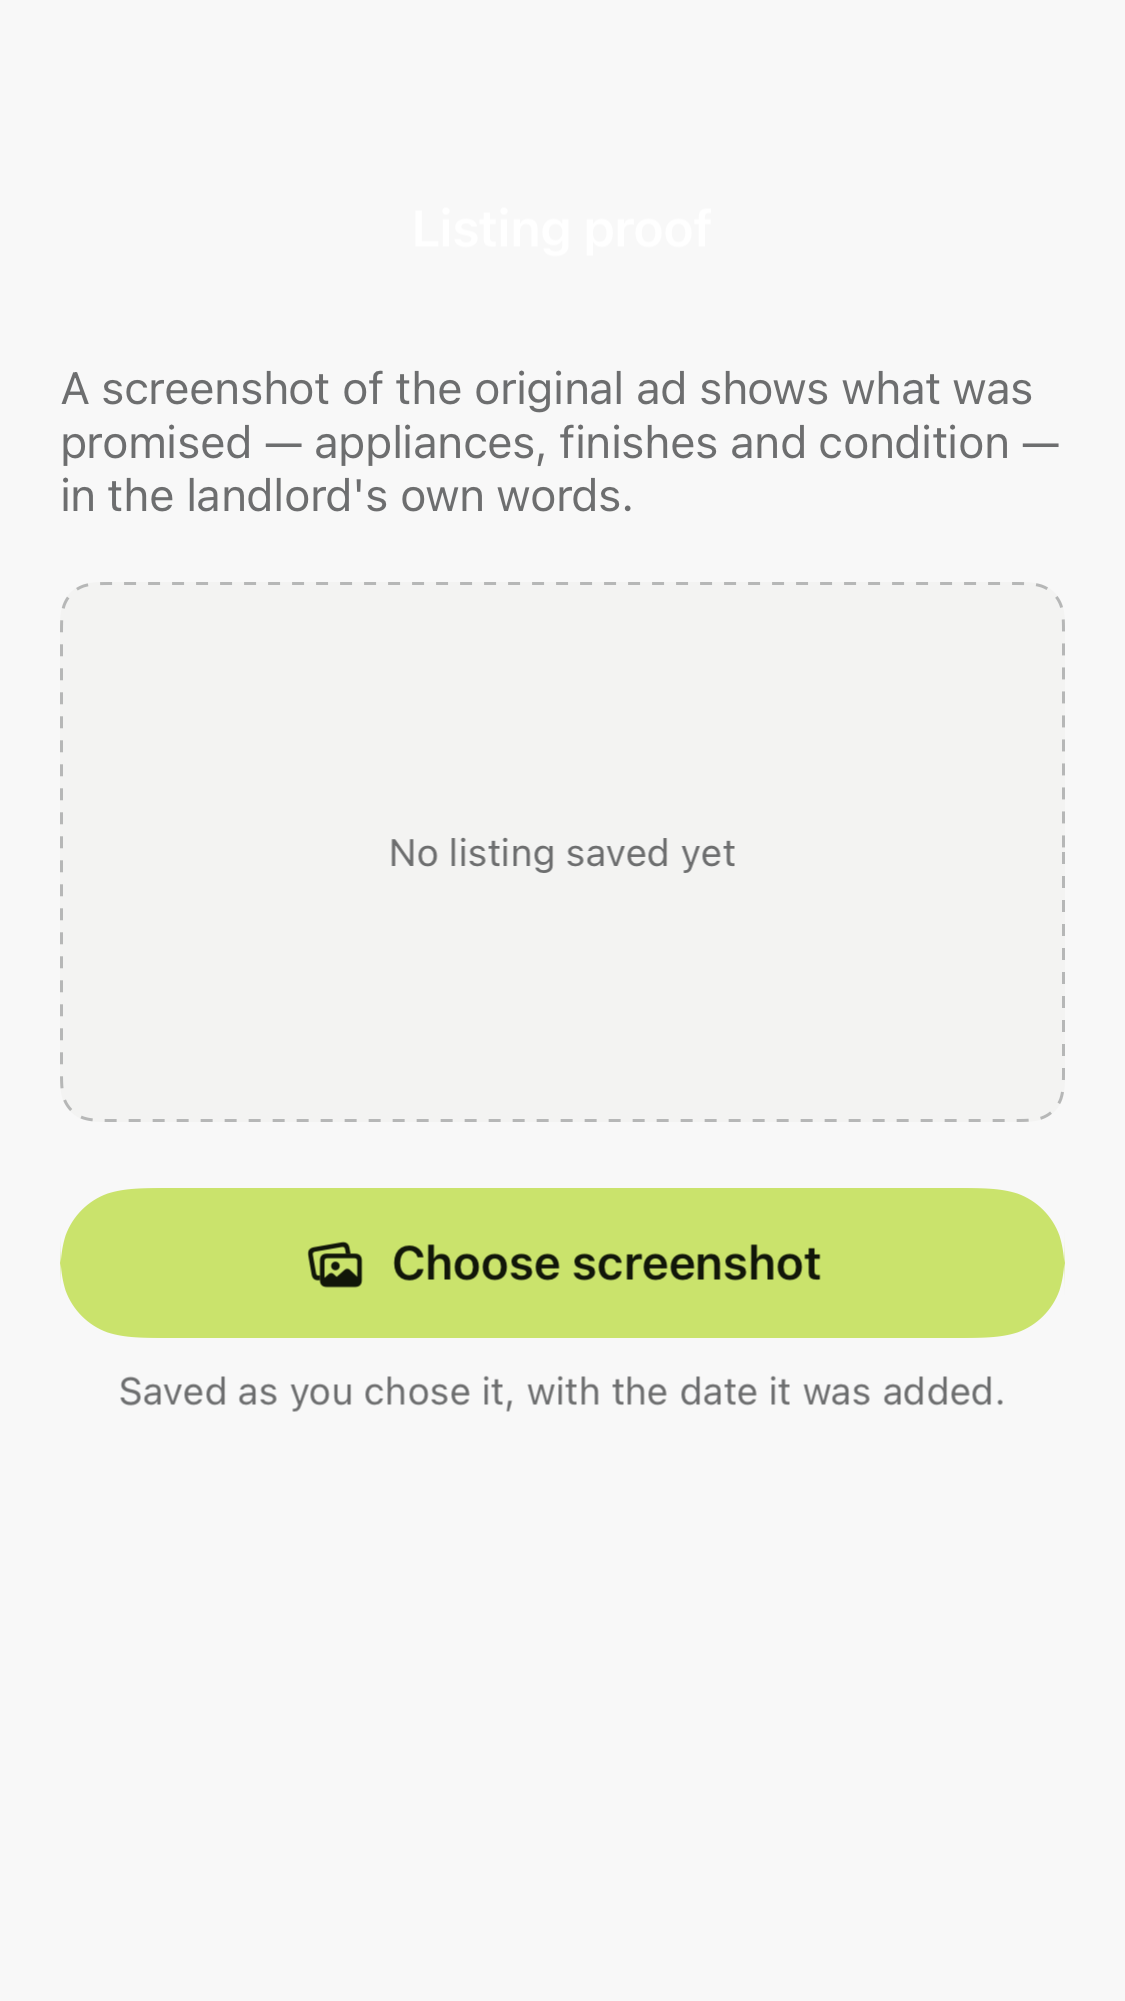 Listing proof
A screenshot of the original ad shows what was
promised — appliances, finishes and condition —
in the landlord's own words.
No listing saved yet
Choose screenshot
Saved as you chose it, with the date it was added.